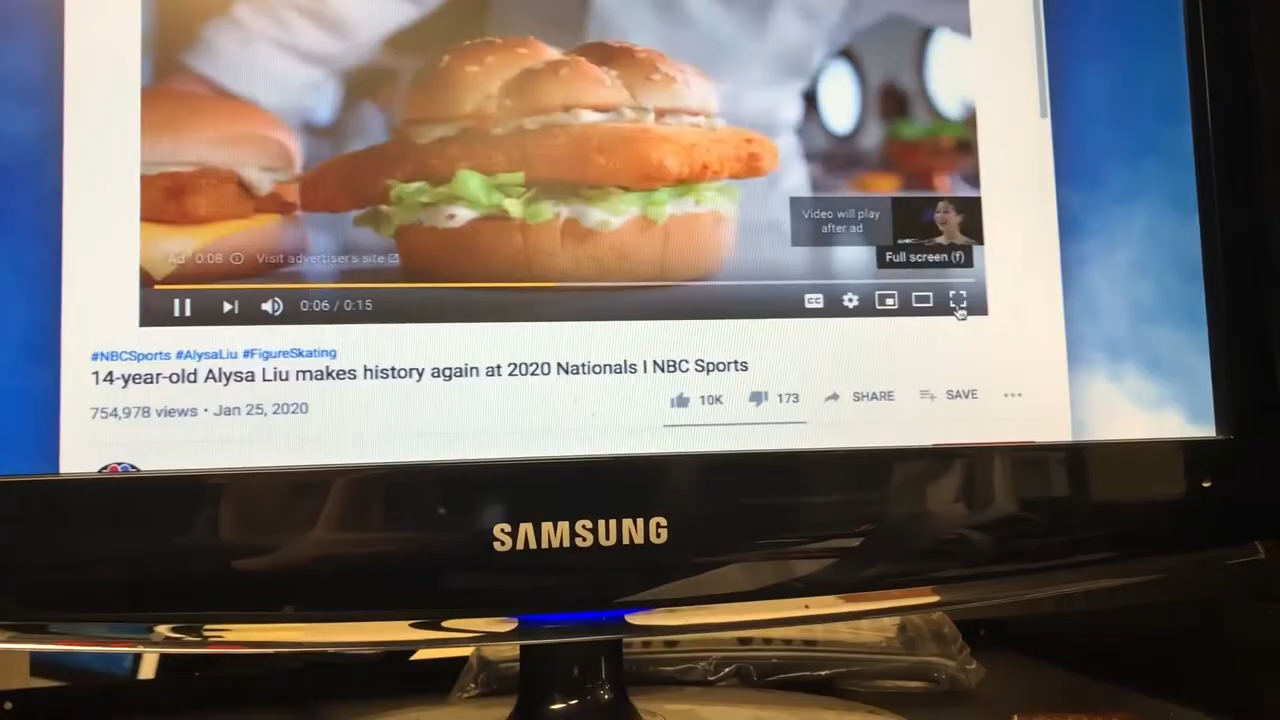 Video will play
after ad
Ad 0:08
Visit advertiser's site
Full screen (f)
0:06 / 0:15
CC
#NBCSports #AlysaLiu #FigureSkating
14-year-old Alysa Liu makes history again at 2020 Nationals I NBC Sports
754,978 views • Jan 25, 2020
10K
173
SHARE
SAVE
SAMSUNG